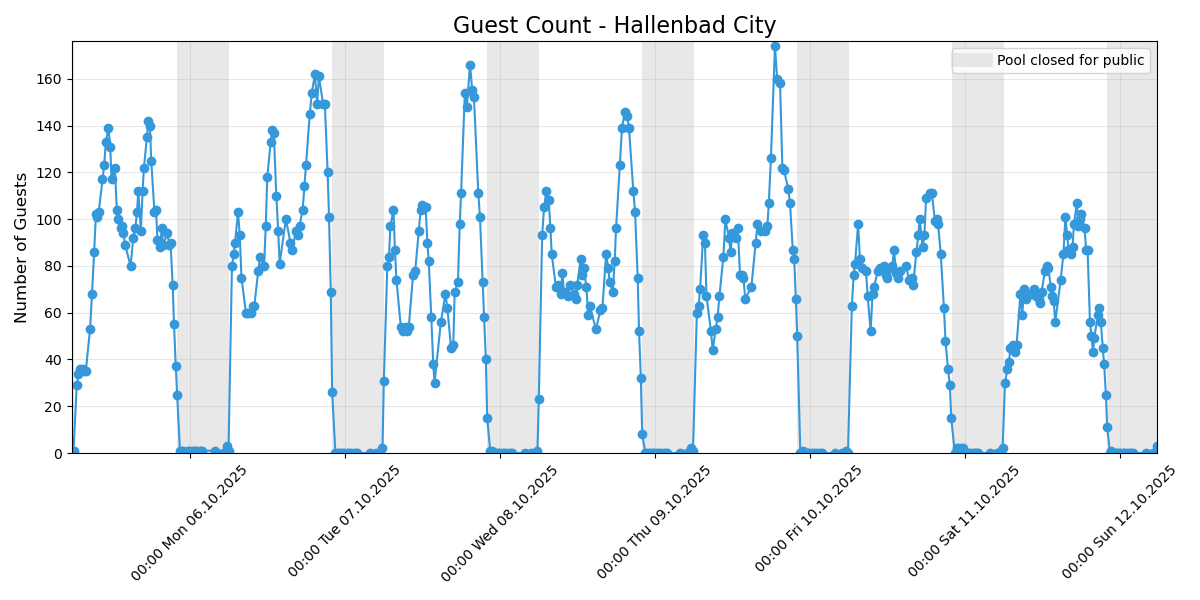 Guest Count - Hallenbad City
Pool closed for public
Number of Guests
160
140
120
100
80
60
40
20
0
00:00 Mon 06.10.2025
00:00 Tue 07.10.2025
00:00 Wed 08.10.2025
00:00 Thu 09.10.2025
00:00 Fri 10.10.2025
00:00 Sat 11.10.2025
00:00 Sun 12.10.2025